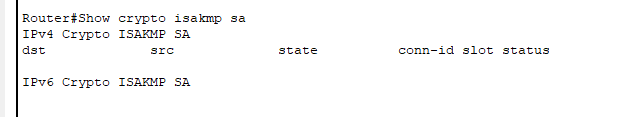 Router#Show crypto isakmp sa
IPv4 Crypto ISAKMP SA
dst src state conn-id slot status
IPv6 Crypto ISAKMP SA